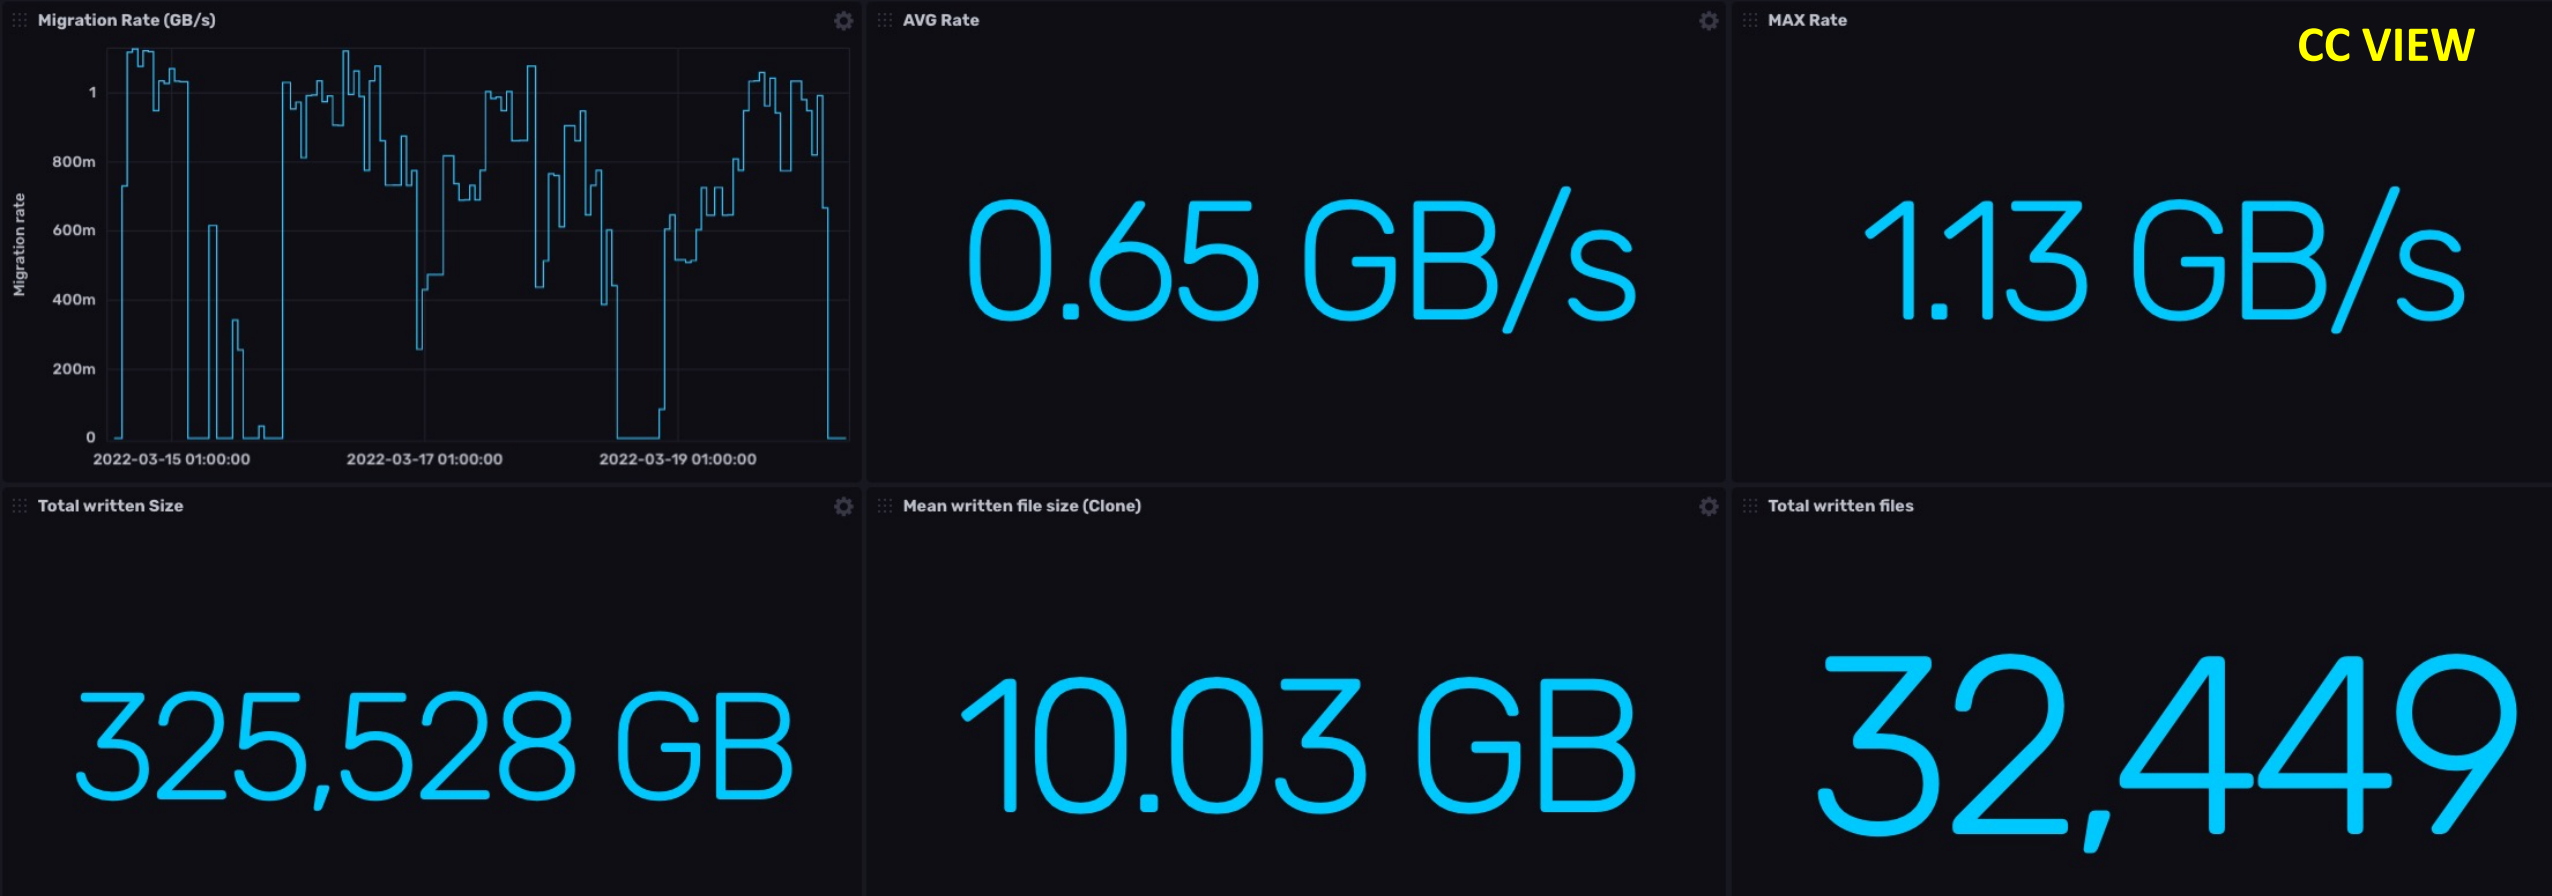 Migration Rate (GB/s)
AVG Rate
MAX Rate
CC VIEW
Migration rate
1
800m
600m
400m
200m
0
2022-03-15 01:00:00
2022-03-17 01:00:00
2022-03-19 01:00:00
0.65 GB/s
1.13 GB/s
Total written Size
Mean written file size (Clone)
Total written files
325,528 GB
10.03 GB
32,449